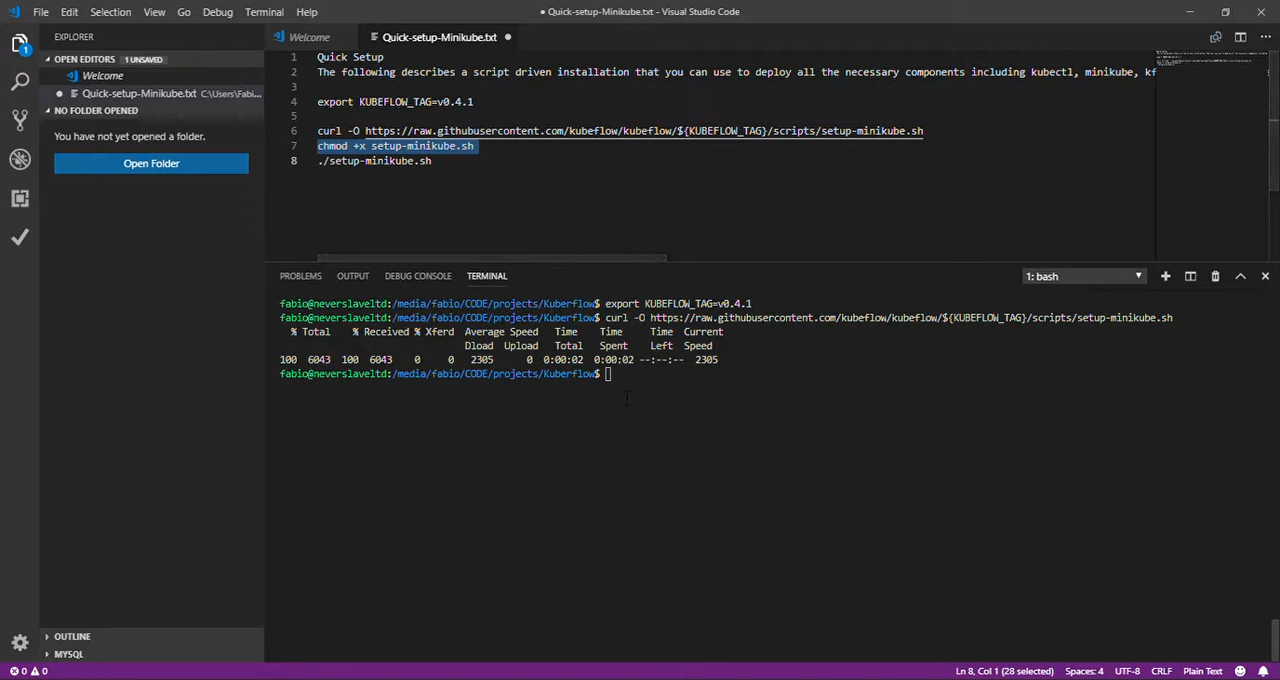 File Edit Selection View Go Debug Terminal Help
● Quick-setup-Minikube.txt - Visual Studio Code
EXPLORER
OPEN EDITORS 1 UNSAVED
Welcome
Quick-setup-Minikube.txt C:\Users\Fabi...
NO FOLDER OPENED
You have not yet opened a folder.
Open Folder
OUTLINE
MYSQL
1
Welcome
Quick-setup-Minikube.txt
1 Quick Setup
2 The following describes a script driven installation that you can use to deploy all the necessary components including kubectl, minikube, kf
3
4 export KUBEFLOW_TAG=v0.4.1
5
6 curl -O https://raw.githubusercontent.com/kubeflow/kubeflow/${KUBEFLOW_TAG}/scripts/setup-minikube.sh
7 chmod +x setup-minikube.sh
8 ./setup-minikube.sh
PROBLEMS OUTPUT DEBUG CONSOLE TERMINAL
1: bash
fabio@neverslaveltd:/media/fabio/CODE/projects/Kuberflow$ export KUBEFLOW_TAG=v0.4.1
fabio@neverslaveltd:/media/fabio/CODE/projects/Kuberflow$ curl -O https://raw.githubusercontent.com/kubeflow/kubeflow/${KUBEFLOW_TAG}/scripts/setup-minikube.sh
% Total % Received % Xferd Average Speed Time Time Time Current
Dload Upload Total Spent Left Speed
100 6043 100 6043 0 0 2305 0 0:00:02 0:00:02 --:--:-- 2305
fabio@neverslaveltd:/media/fabio/CODE/projects/Kuberflow$
0 0
Ln 8, Col 1 (28 selected) Spaces: 4 UTF-8 CRLF Plain Text